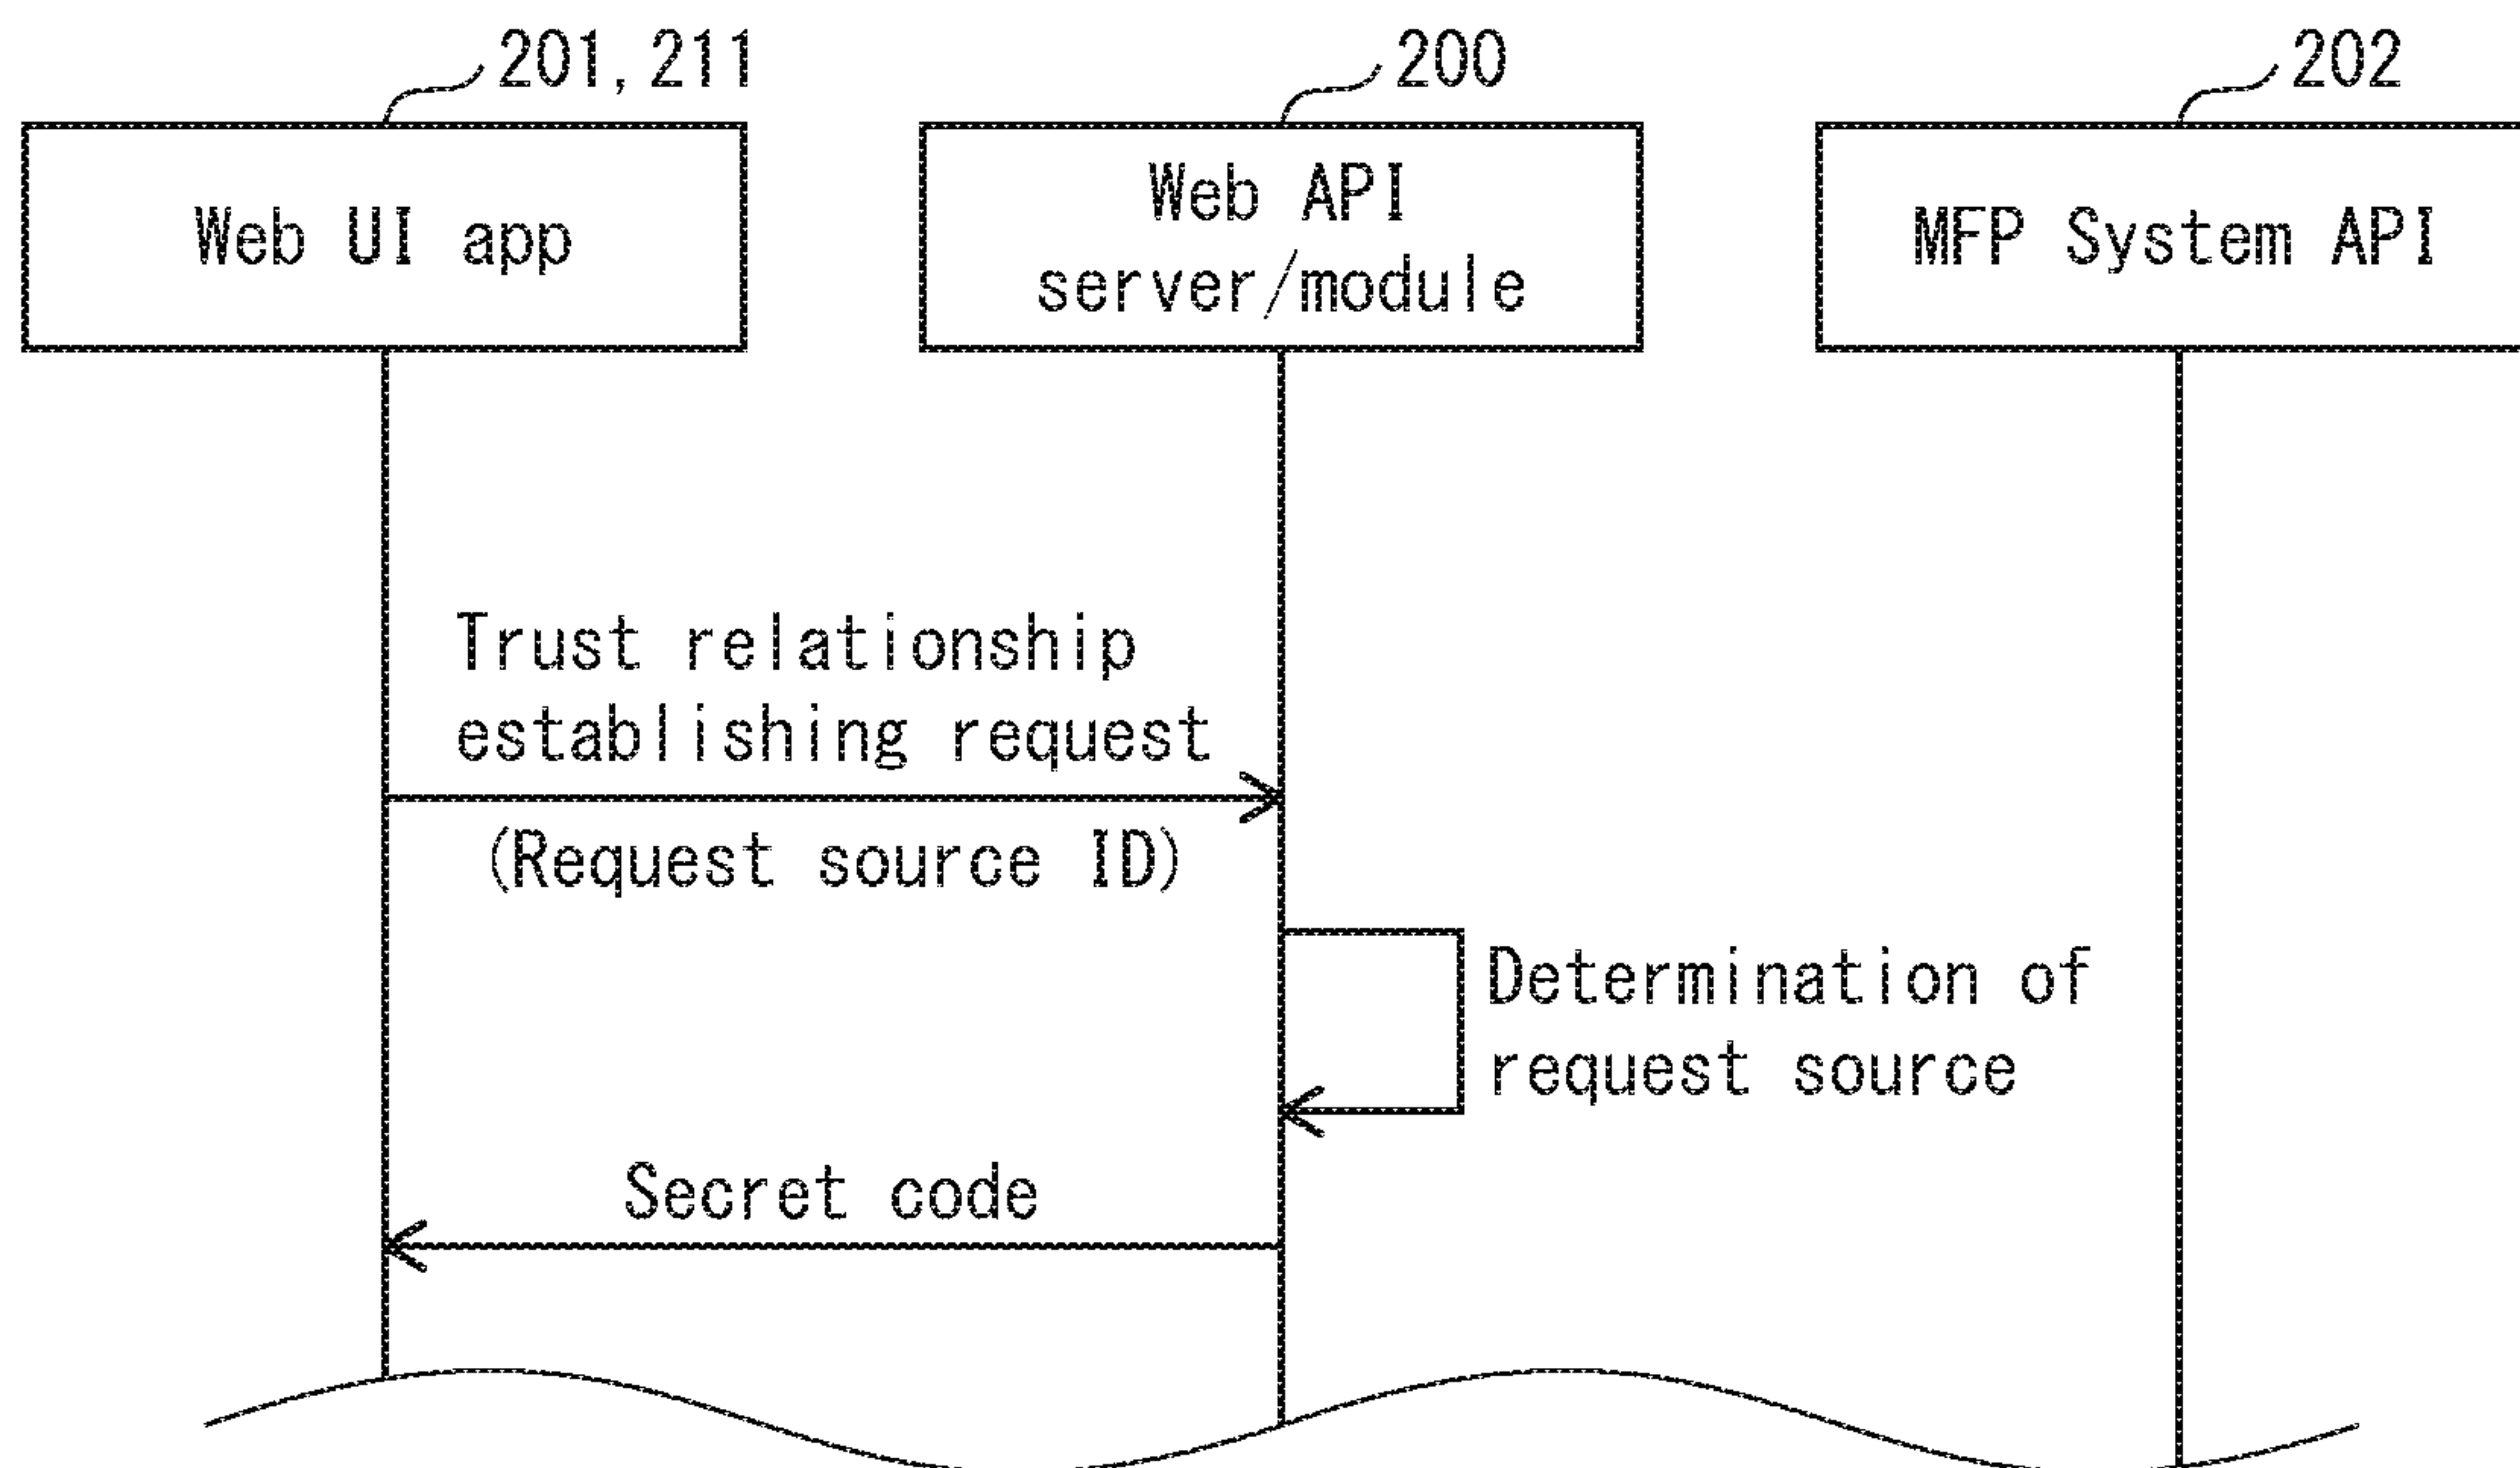 201, 211
200
202
Web UI app
Web API
server/module
MFP System API
Trust relationship
establishing request
(Request source ID)
Determination of
request source
Secret code